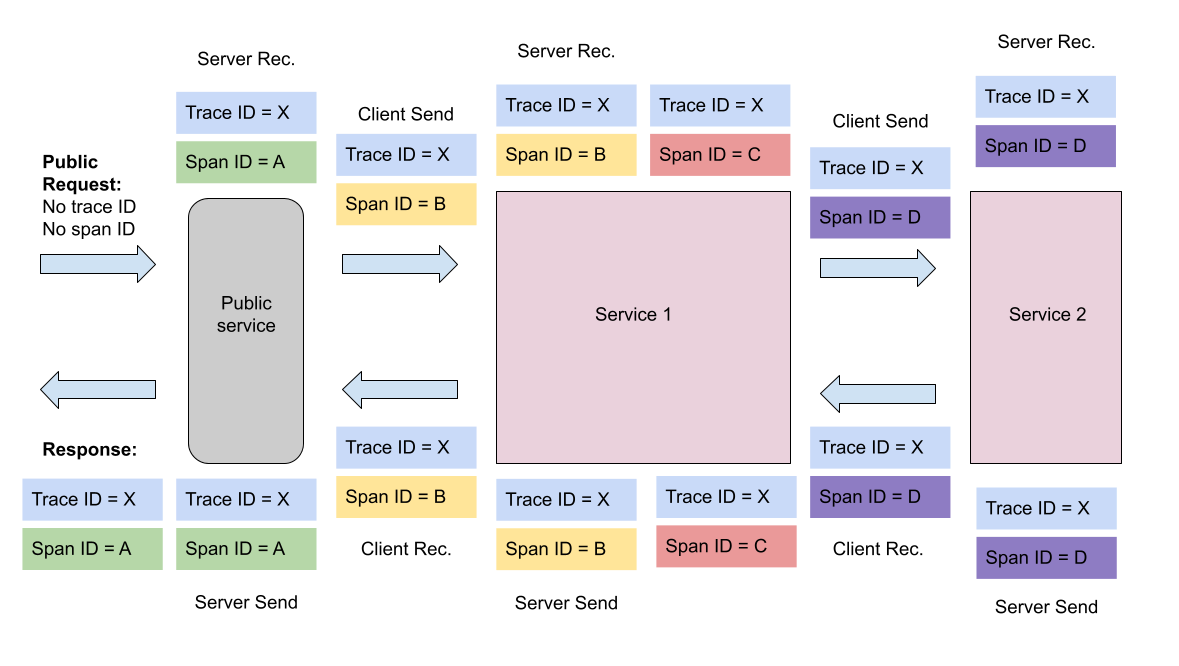 Server Rec.
Trace ID = X
Span ID = A
Public
Request:
No trace ID
No span ID
Client Send
Trace ID = X
Span ID = B
Server Rec.
Trace ID = X
Span ID = B
Trace ID = X
Span ID = C
Client Send
Trace ID = X
Span ID = D
Server Rec.
Trace ID = X
Span ID = D
Public
service
Service 1
Service 2
Response:
Trace ID = X
Span ID = A
Trace ID = X
Span ID = A
Server Send
Trace ID = X
Span ID = B
Client Rec.
Trace ID = X
Span ID = B
Server Send
Trace ID = X
Span ID = C
Trace ID = X
Span ID = D
Client Rec.
Trace ID = X
Span ID = D
Server Send